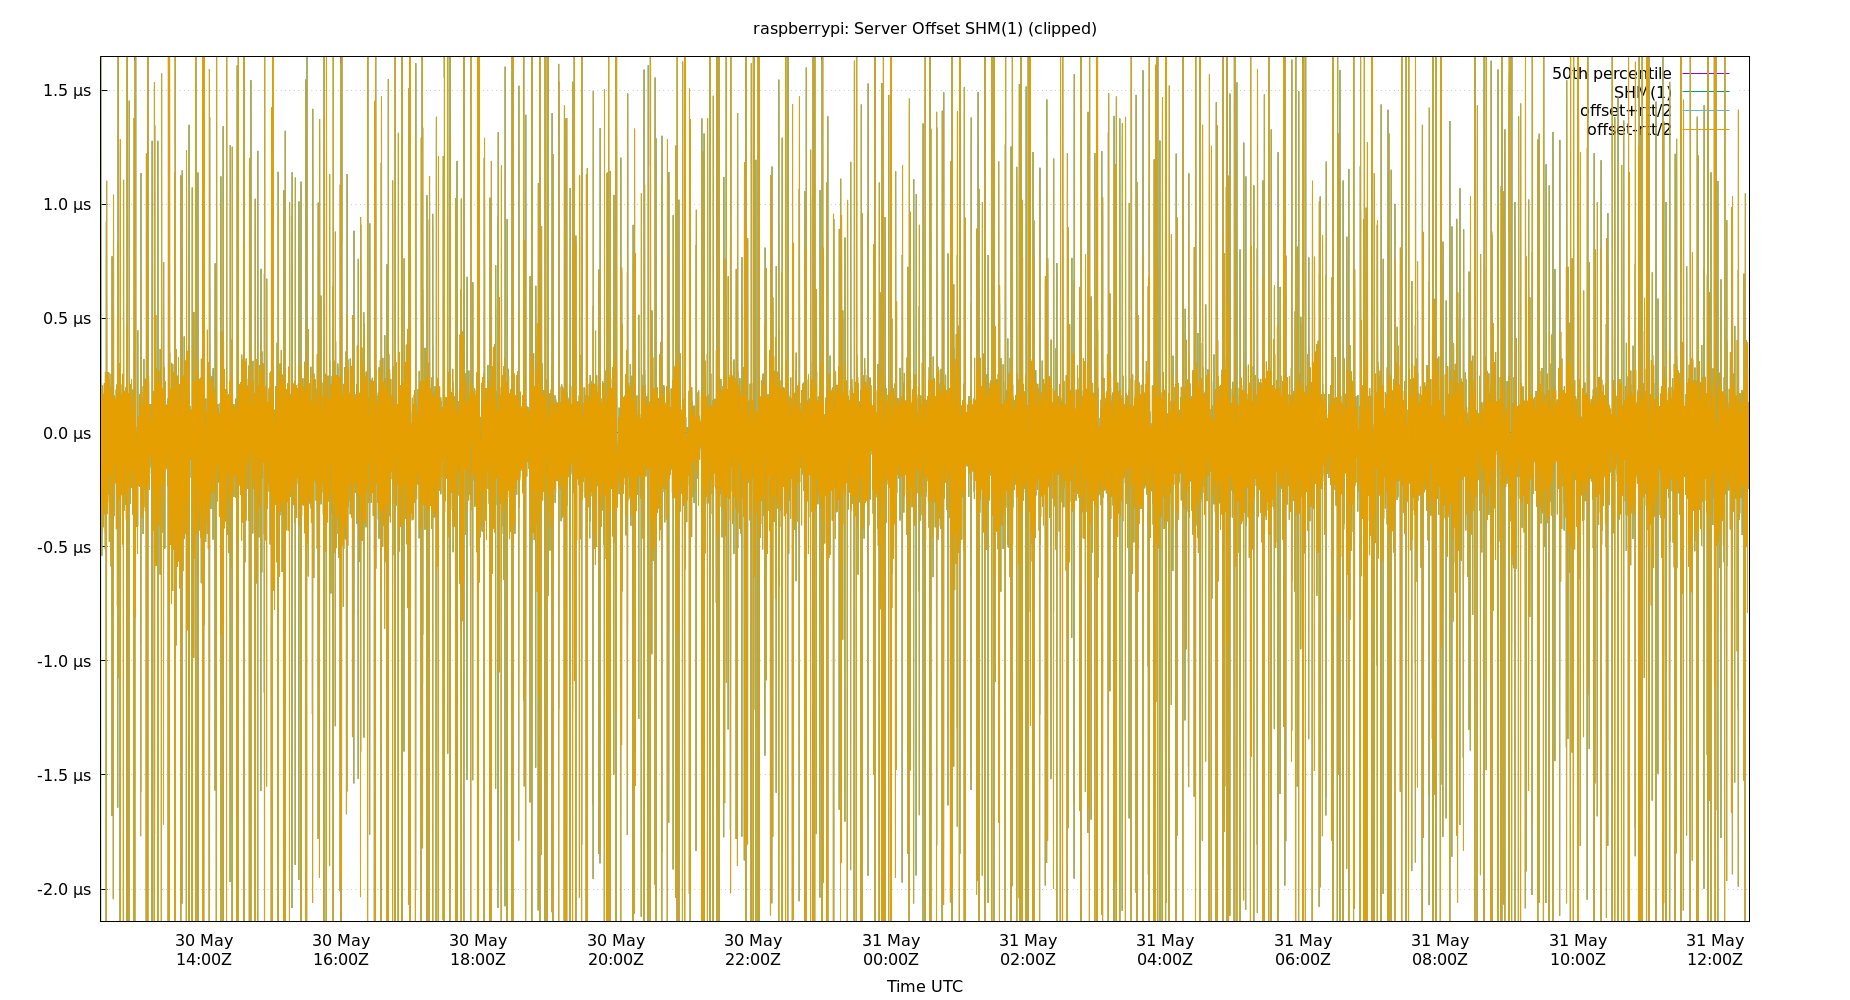 raspberrypi: Server Offset SHM(1) (clipped)
50th percentile
SHM(1)
offset+rtt/2
offset-rtt/2
1.5 µs
1.0 µs
0.5 µs
0.0 µs
-0.5 µs
-1.0 µs
-1.5 µs
-2.0 µs
30 May 30 May 30 May 30 May 30 May 31 May 31 May 31 May 31 May 31 May 31 May 31 May
14:00Z 16:00Z 18:00Z 20:00Z 22:00Z 00:00Z 02:00Z 04:00Z 06:00Z 08:00Z 10:00Z 12:00Z
Time UTC